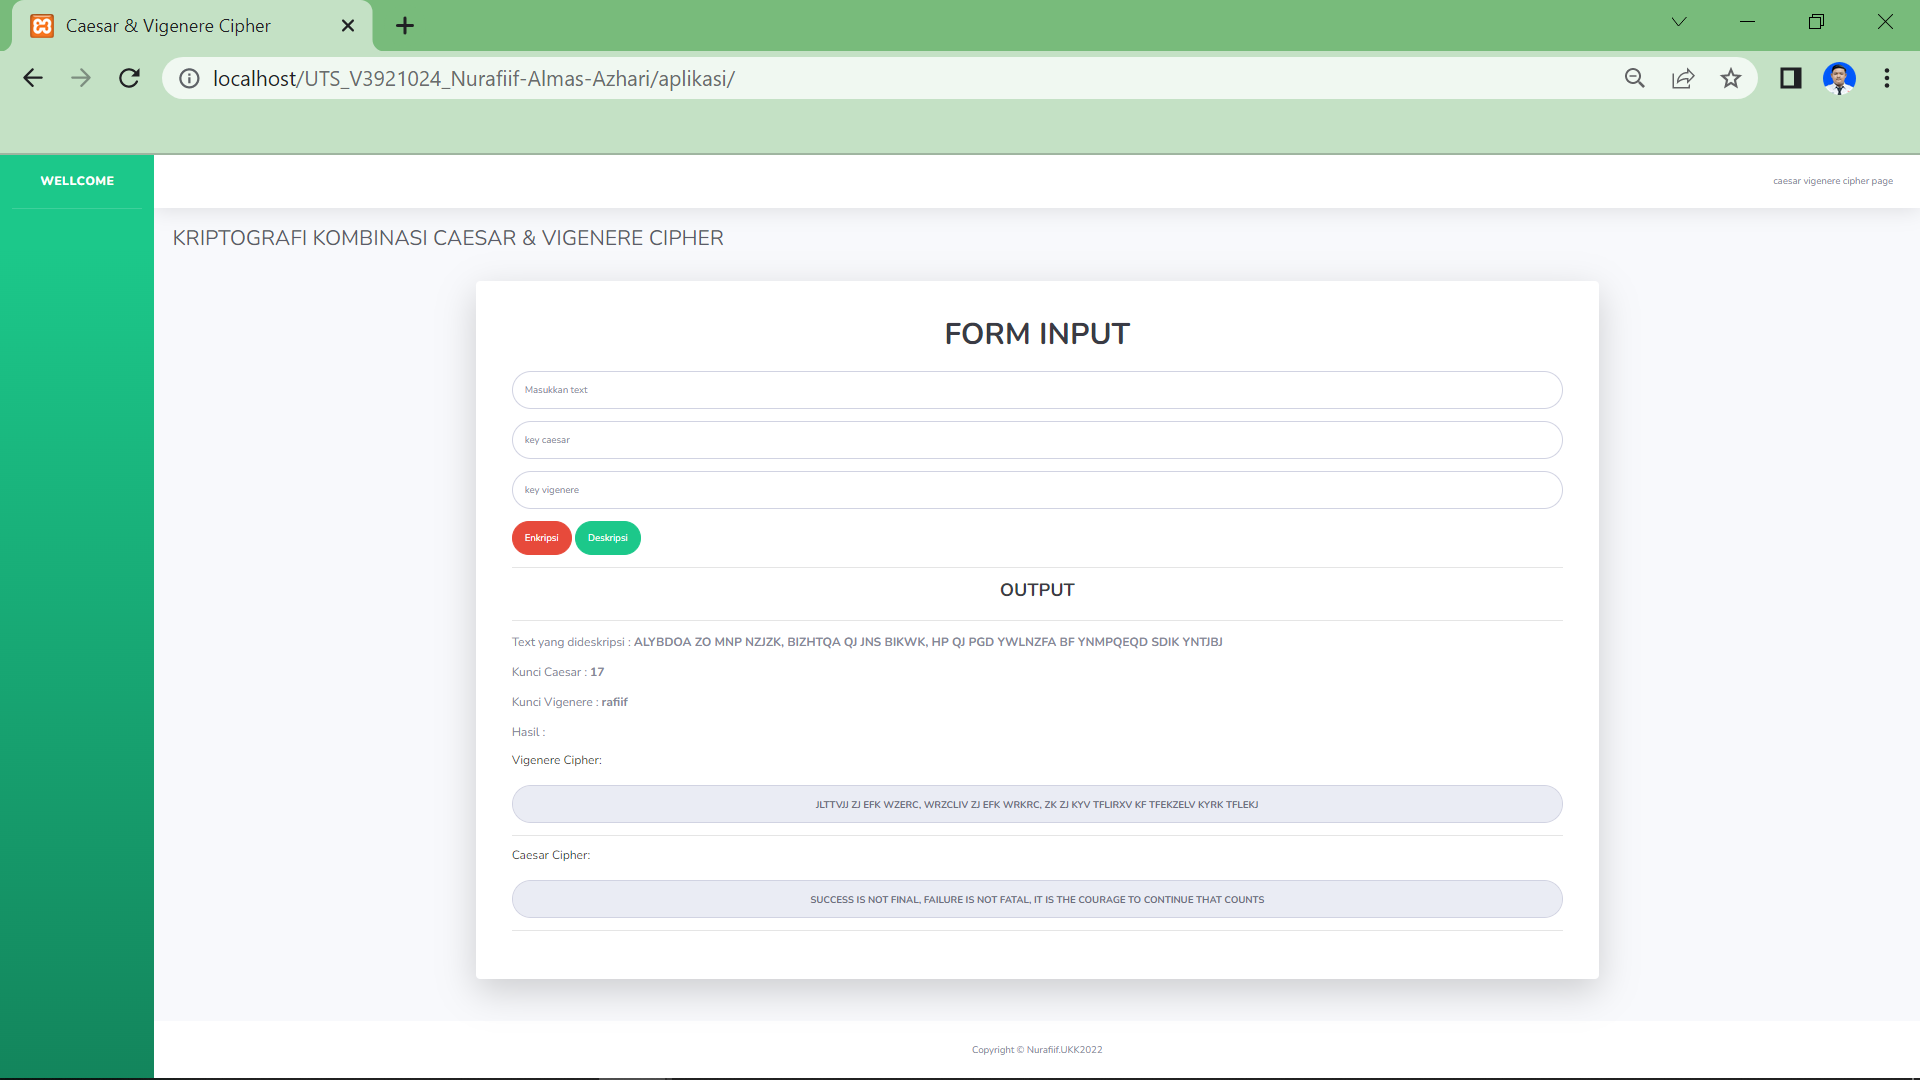 Caesar & Vigenere Cipher
localhost/UTS_V3921024_Nurafiif-Almas-Azhari/aplikasi/
WELLCOME
caesar vigenere cipher page
KRIPTOGRAFI KOMBINASI CAESAR & VIGENERE CIPHER
FORM INPUT
Masukkan text
key caesar
key vigenere
Enkripsi Deskripsi
OUTPUT
Text yang dideskripsi : ALYBDOA ZO MNP NZJZK, BIZHTQA QJ JNS BIKWK, HP QJ PGD YWLNZFA BF YNMPQEQD SDIK YNTJBJ
Kunci Caesar : 17
Kunci Vigenere : rafiif
Hasil :
Vigenere Cipher:
JLTTVJJ ZJ EFK WZERC, WRZCLIV ZJ EFK WRKRC, ZK ZJ KYV TFLIRXV KF TFEKZELV KYRK TFLEKJ
Caesar Cipher:
SUCCESS IS NOT FINAL, FAILURE IS NOT FATAL, IT IS THE COURAGE TO CONTINUE THAT COUNTS
Copyright © Nurafiif.UKK2022